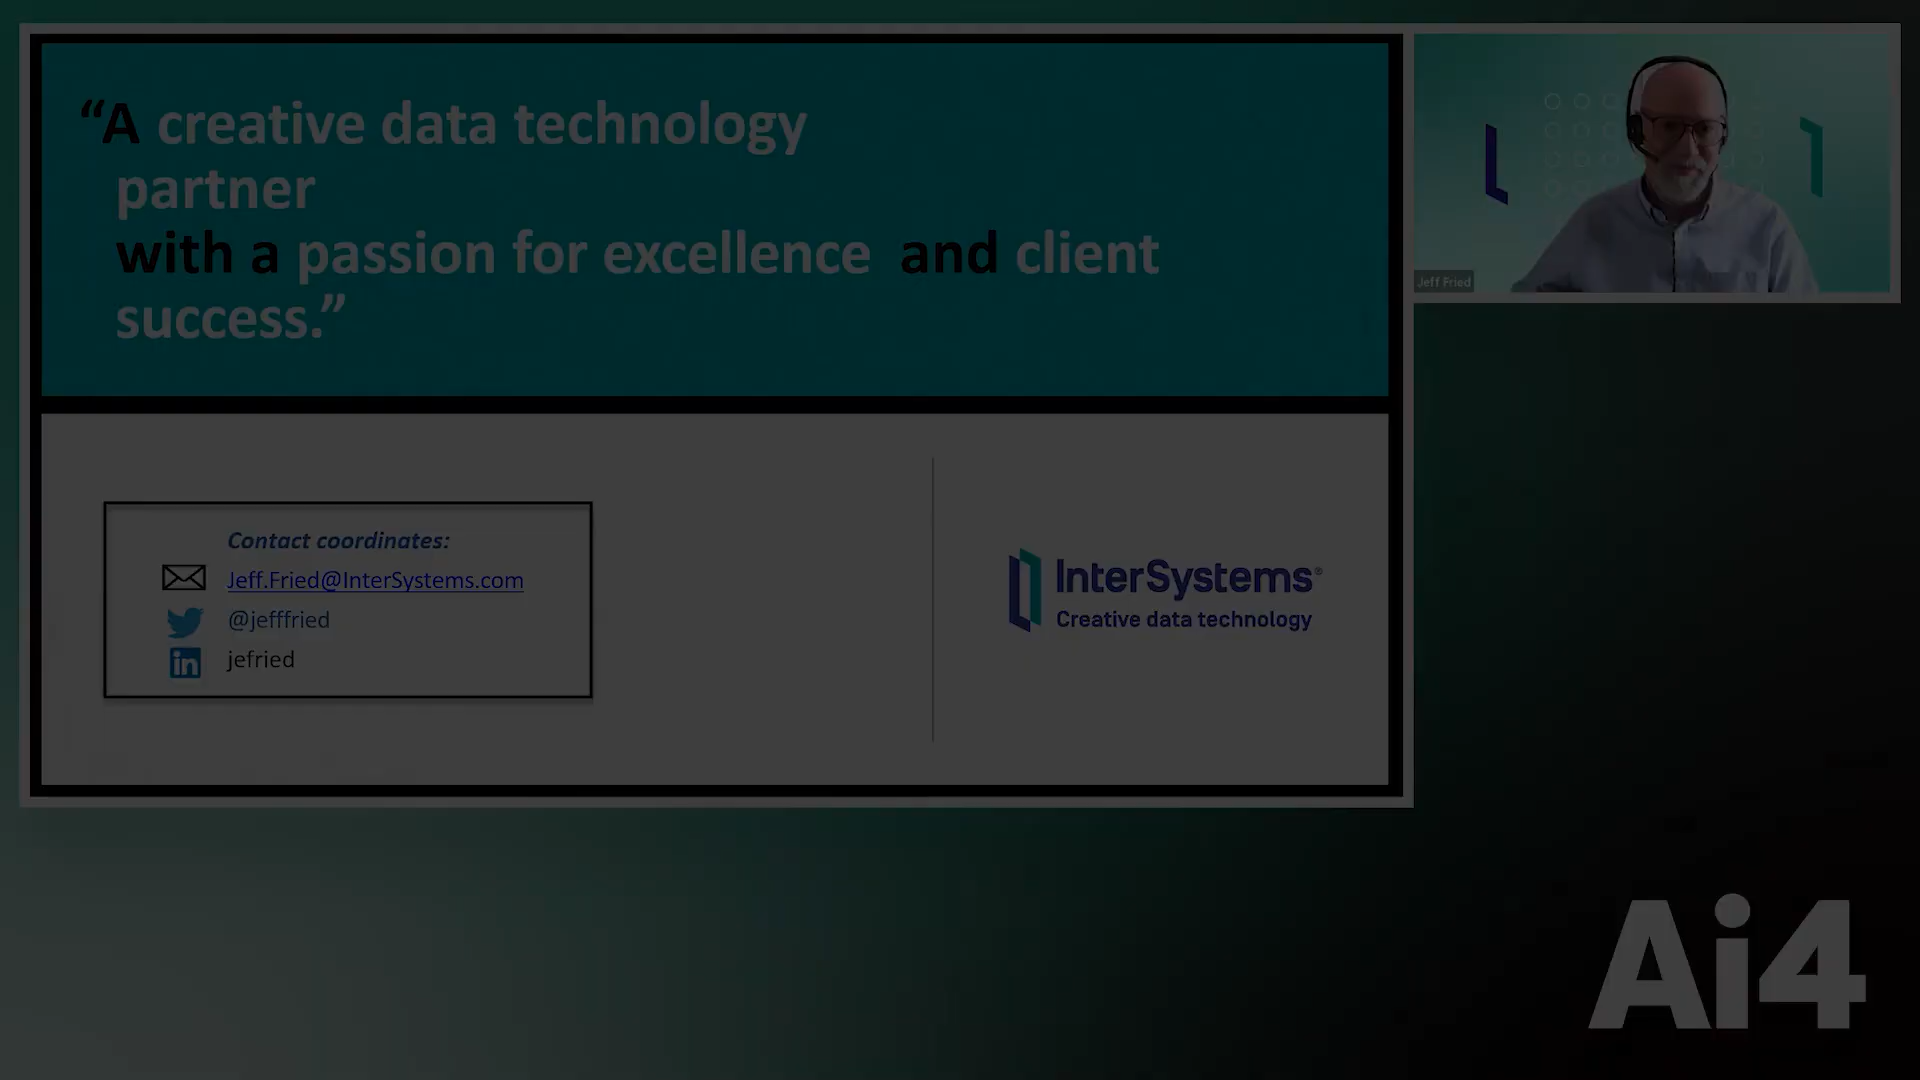 “A creative data technology
partner
with a passion for excellence and client
success.”
Jeff Fried
Contact coordinates:
Jeff.Fried@InterSystems.com
@jefffried
in
jefried
InterSystems®
Creative data technology
Ai4